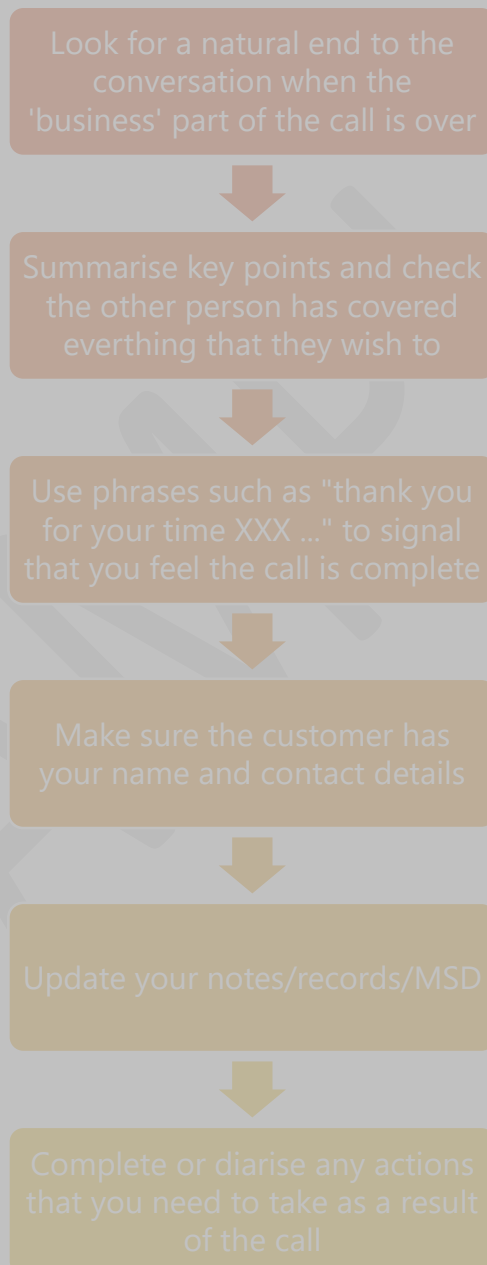 Look for a natural end to the
conversation when the
'business' part of the call is over
Summarise key points and check
the other person has covered
everthing that they wish to
Use phrases such as "thank you
for your time XXX ..." to signal
that you feel the call is complete
Make sure the customer has
your name and contact details
Update your notes/records/MSD
Complete or diarise any actions
that you need to take as a result
of the call